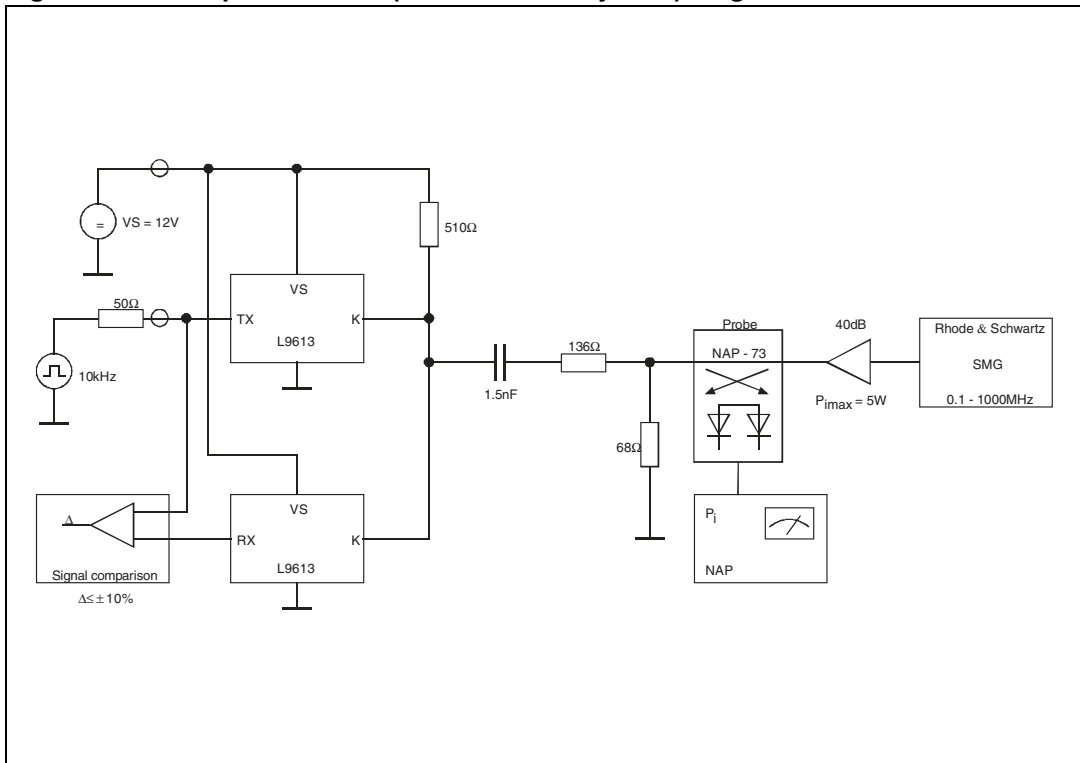 VS = 12V
510Ω
VS
TX
K
L9613
50Ω
10kHz
136Ω
1.5nF
68Ω
Probe
NAP - 73
40dB
Pimax = 5W
Rhode & Schwartz
SMG
0.1 - 1000MHz
VS
RX
K
L9613
Δ
Signal comparison
Δ≤ ± 10%
Pi
NAP